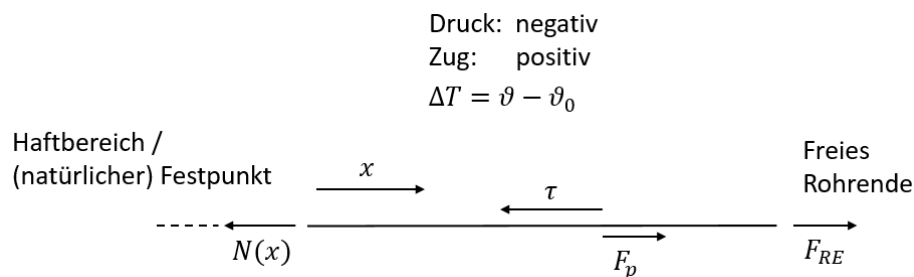 Druck: negativ
Zug: positiv
ΔT = ϑ − ϑ₀
Haftbereich /
(natürlicher) Festpunkt
x
τ
Freies
Rohrende
N(x)
F_p
F_RE